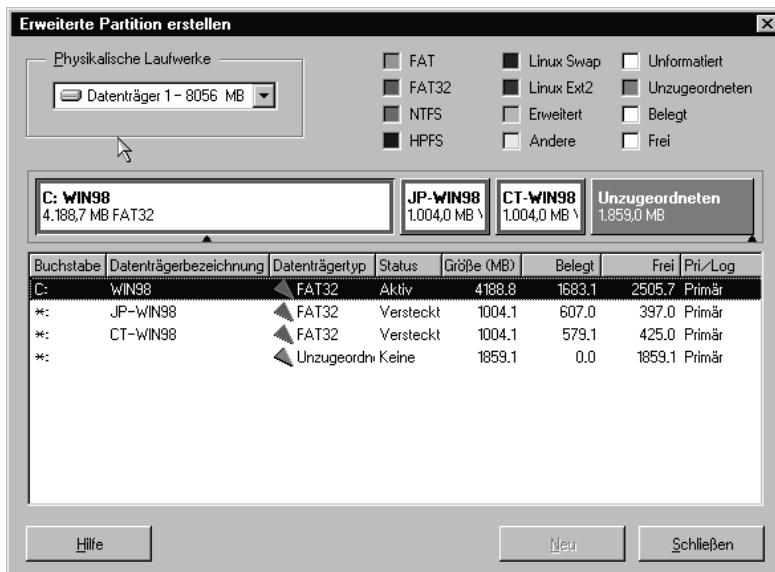 Erweiterte Partition erstellen
Physikalische Laufwerke
Datenträger 1 - 8056 MB
FAT
FAT32
NTFS
HPFS
Linux Swap
Linux Ext2
Erweitert
Andere
Unformatiert
Unzugeordneten
Belegt
Frei
C: WIN98
4.188,7 MB FAT32
JP-WIN98
1.004,0 MB
CT-WIN98
1.004,0 MB
Unzugeordneten
1.859,0 MB
Buchstabe Datenträgerbezeichnung Datenträgertyp Status Größe (MB) Belegt Frei Pri/Log
C: WIN98 FAT32 Aktiv 4188.8 1683.1 2505.7 Primär
*: JP-WIN98 FAT32 Versteckt 1004.1 607.0 397.0 Primär
*: CT-WIN98 FAT32 Versteckt 1004.1 579.1 425.0 Primär
*: Unzugeordn Keine 1859.1 0.0 1859.1 Primär
Hilfe
Neu
Schließen